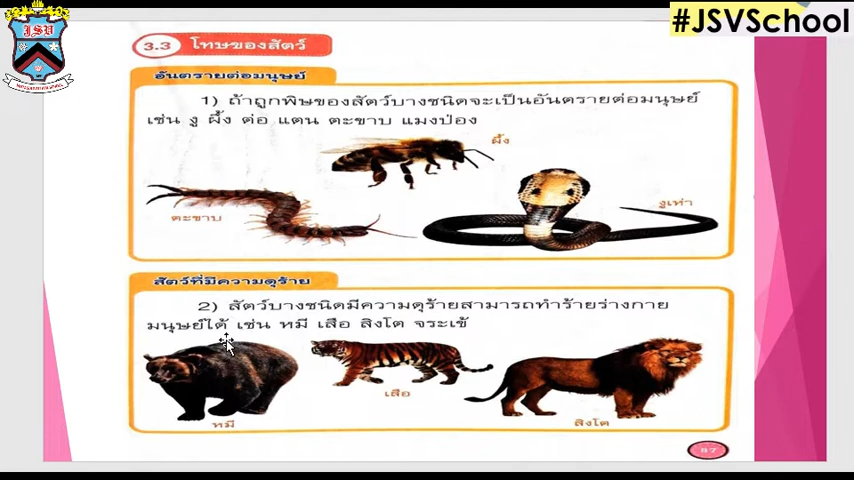 #JSVSchool
JSV
3.3 โทษของสัตว์
อันตรายต่อมนุษย์
1) ถ้าถูกพิษของสัตว์บางชนิดจะเป็นอันตรายต่อมนุษย์
เช่น งู ผึ้ง ต่อ แตน ตะขาบ แมงป่อง
ผึ้ง
ตะขาบ
งูเห่า
สัตว์ที่มีความดุร้าย
2) สัตว์บางชนิดมีความดุร้ายสามารถทำร้ายร่างกาย
มนุษย์ได้ เช่น หมี เสือ สิงโต จระเข้
หมี
เสือ
สิงโต
87